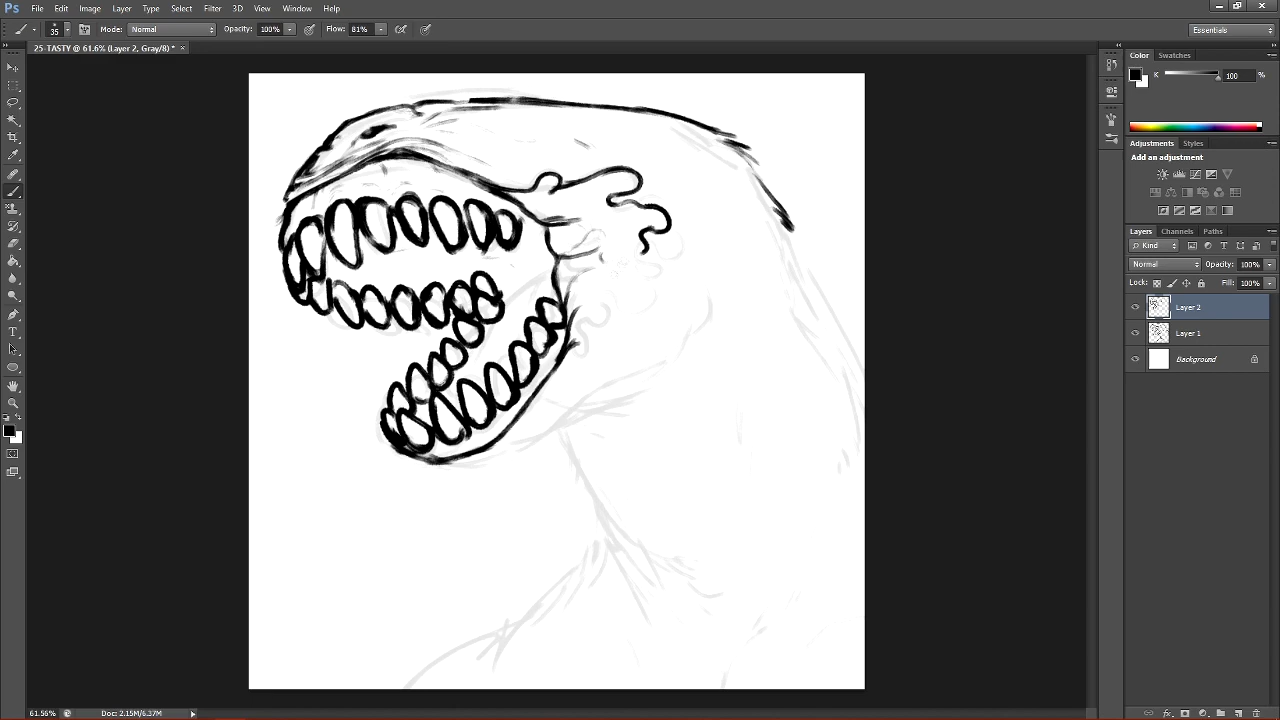 Ps File Edit Image Layer Type Select Filter 3D View Window Help
35 Mode: Normal Opacity: 100% Flow: 81% Essentials
25-TASTY @ 61.6% (Layer 2, Gray/8) * ×
Color Swatches
K 100 %
Adjustments Styles
Add an adjustment
Layers Channels Paths
Kind
Normal Opacity: 100%
Lock: Fill: 100%
Layer 2
Layer 1
Background
61.56% Doc: 2.15M/6.37M